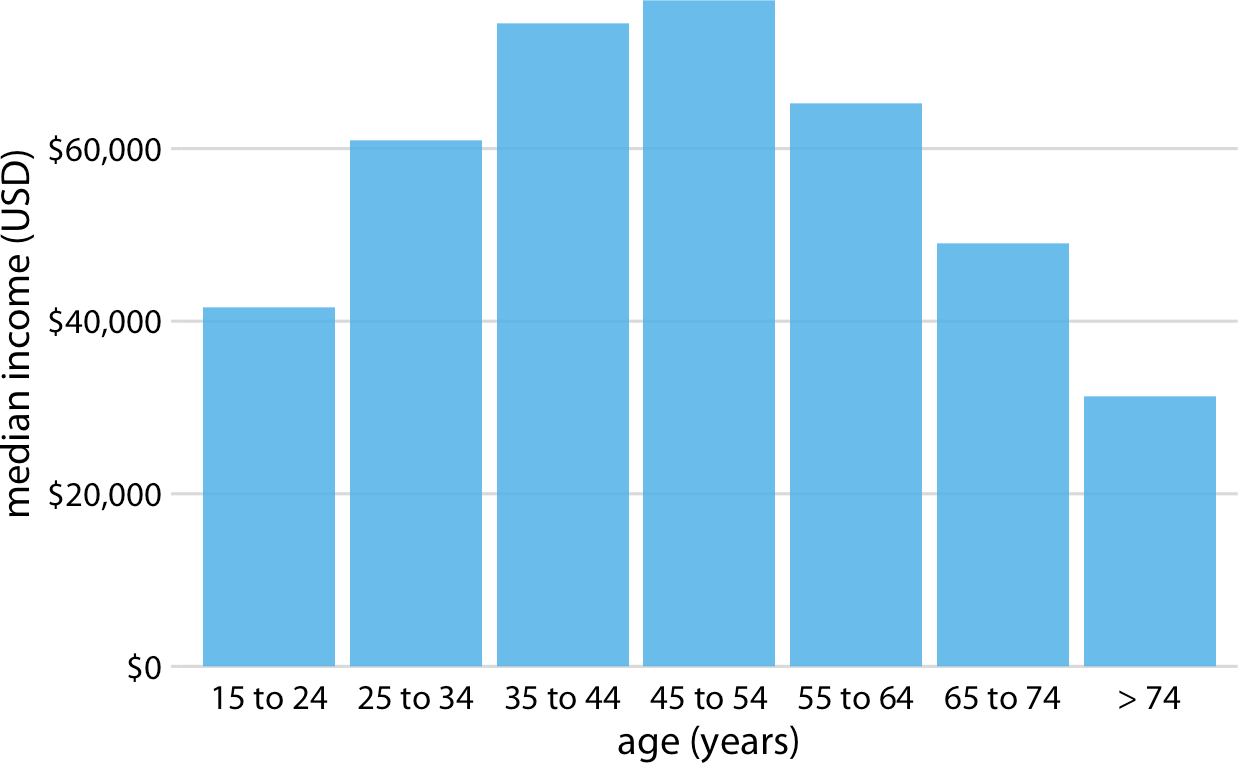 median income (USD)
$60,000
$40,000
$20,000
$0
15 to 24
25 to 34
35 to 44
45 to 54
55 to 64
65 to 74
> 74
age (years)